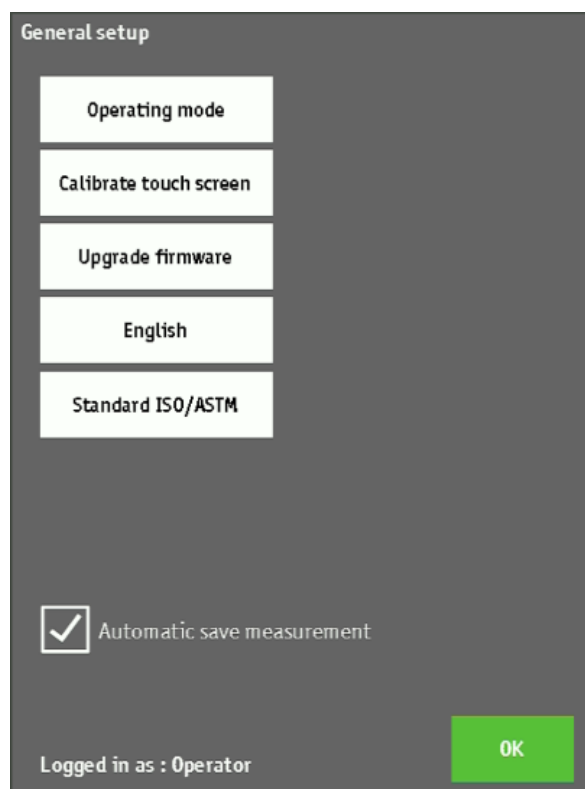 General setup
Operating mode
Calibrate touch screen
Upgrade firmware
English
Standard ISO/ASTM
Automatic save measurement
OK
Logged in as : Operator